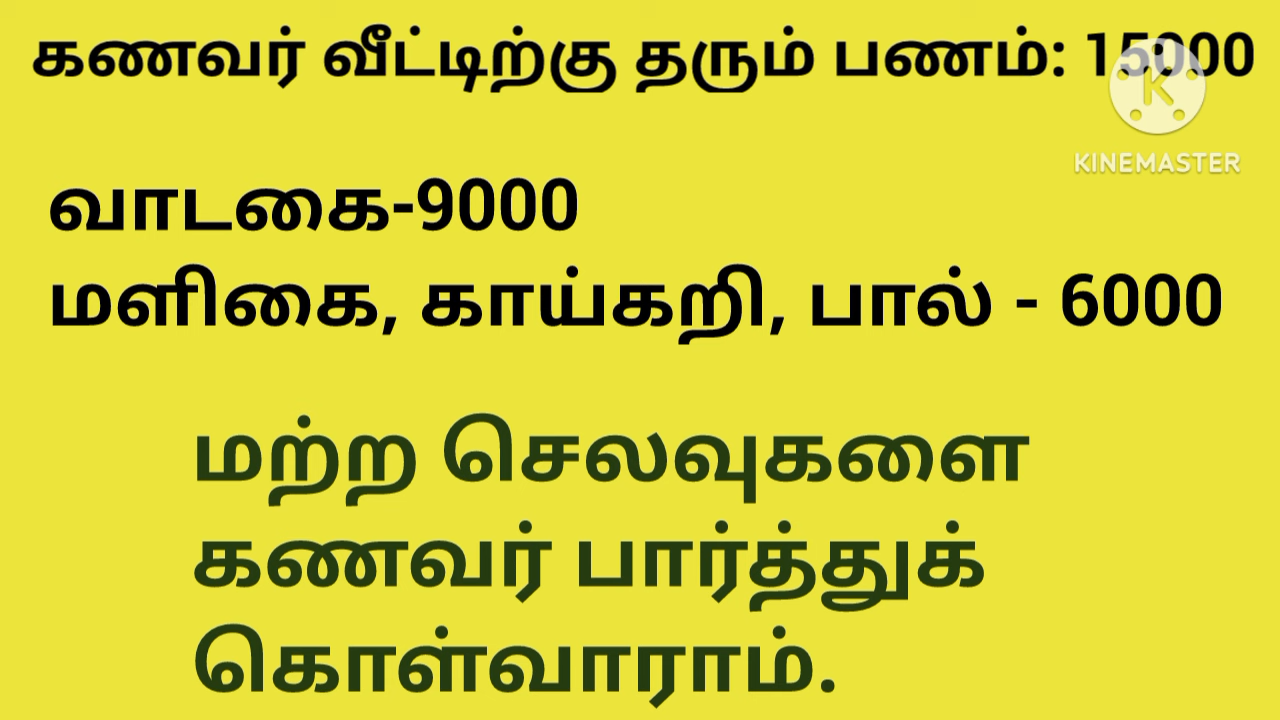 கணவர் வீட்டிற்கு தரும் பணம்: 15000
KINEMASTER
வாடகை-9000
மளிகை, காய்கறி, பால் - 6000
மற்ற செலவுகளை
கணவர் பார்த்துக்
கொள்வாராம்.